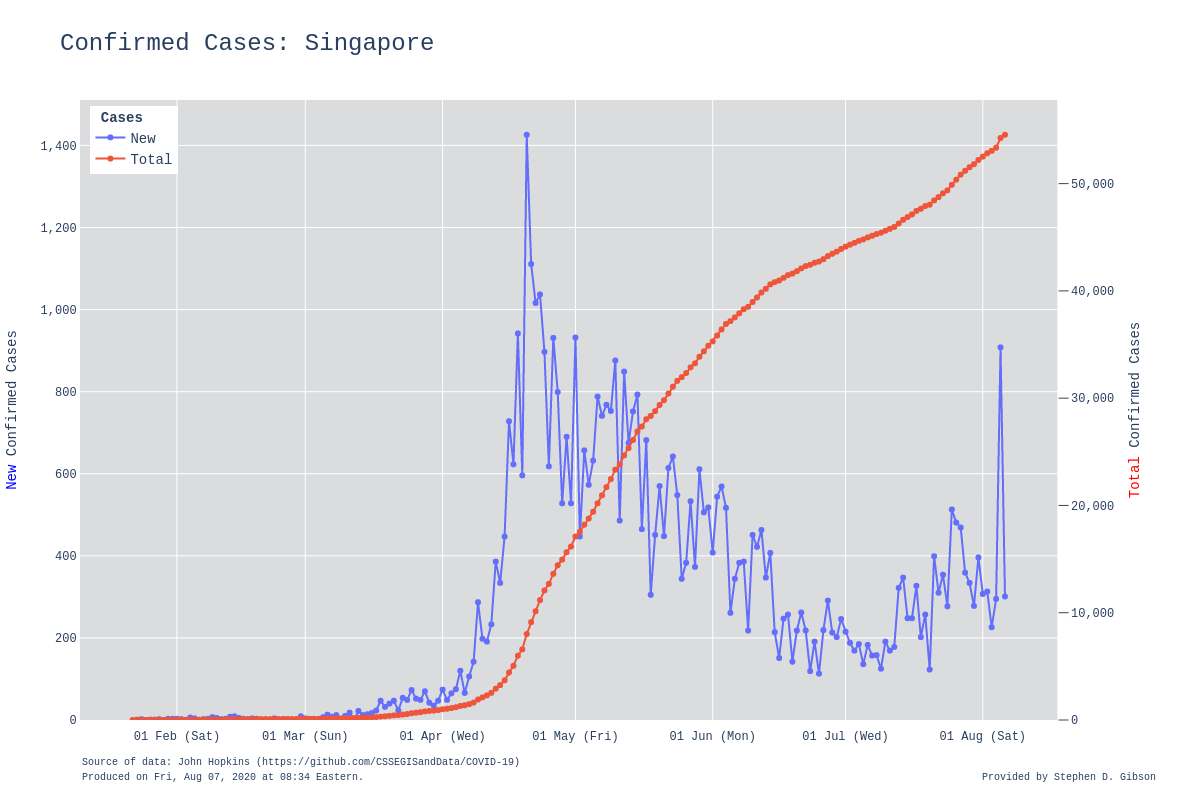 Confirmed Cases: Singapore
Cases
New
Total
1,400
1,200
1,000
800
600
400
200
0
50,000
40,000
30,000
20,000
10,000
0
New Confirmed Cases
Total Confirmed Cases
01 Feb (Sat)
01 Mar (Sun)
01 Apr (Wed)
01 May (Fri)
01 Jun (Mon)
01 Jul (Wed)
01 Aug (Sat)
Source of data: John Hopkins (https://github.com/CSSEGISandData/COVID-19)
Produced on Fri, Aug 07, 2020 at 08:34 Eastern.
Provided by Stephen D. Gibson